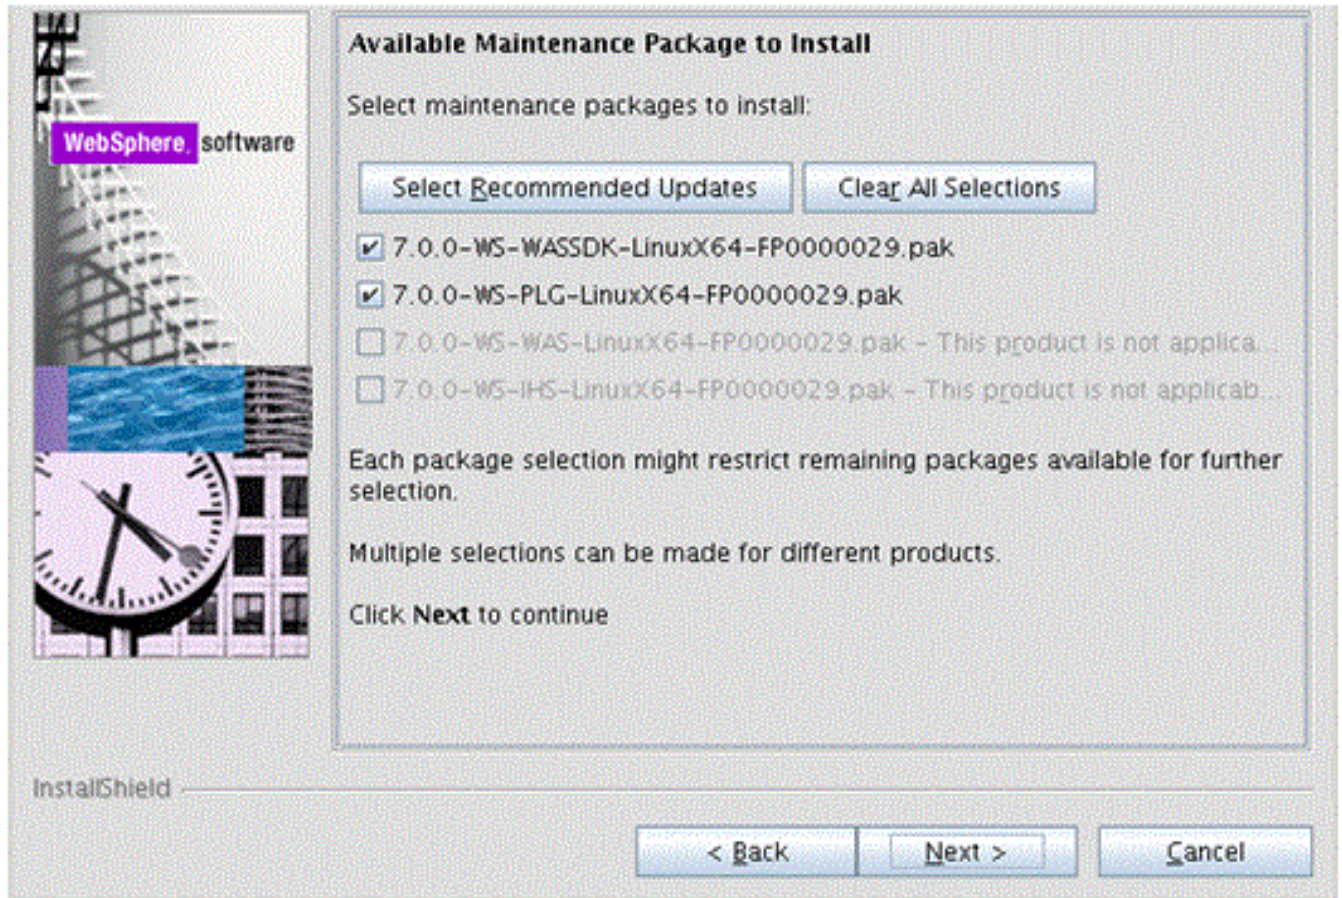 Available Maintenance Package to Install
Select maintenance packages to install:
WebSphere. software
Select Recommended Updates
Clear All Selections
7.0.0-WS-WASSDK-LinuxX64-FP0000029.pak
7.0.0-WS-PLG-LinuxX64-FP0000029.pak
7.0.0-WS-WAS-LinuxX64-FP0000029.pak - This product is not applica...
7.0.0-WS-IHS-LinuxX64-FP0000029.pak - This product is not applicab...
Each package selection might restrict remaining packages available for further
selection.
Multiple selections can be made for different products.
Click Next to continue
InstallShield
< Back
Next >
Cancel